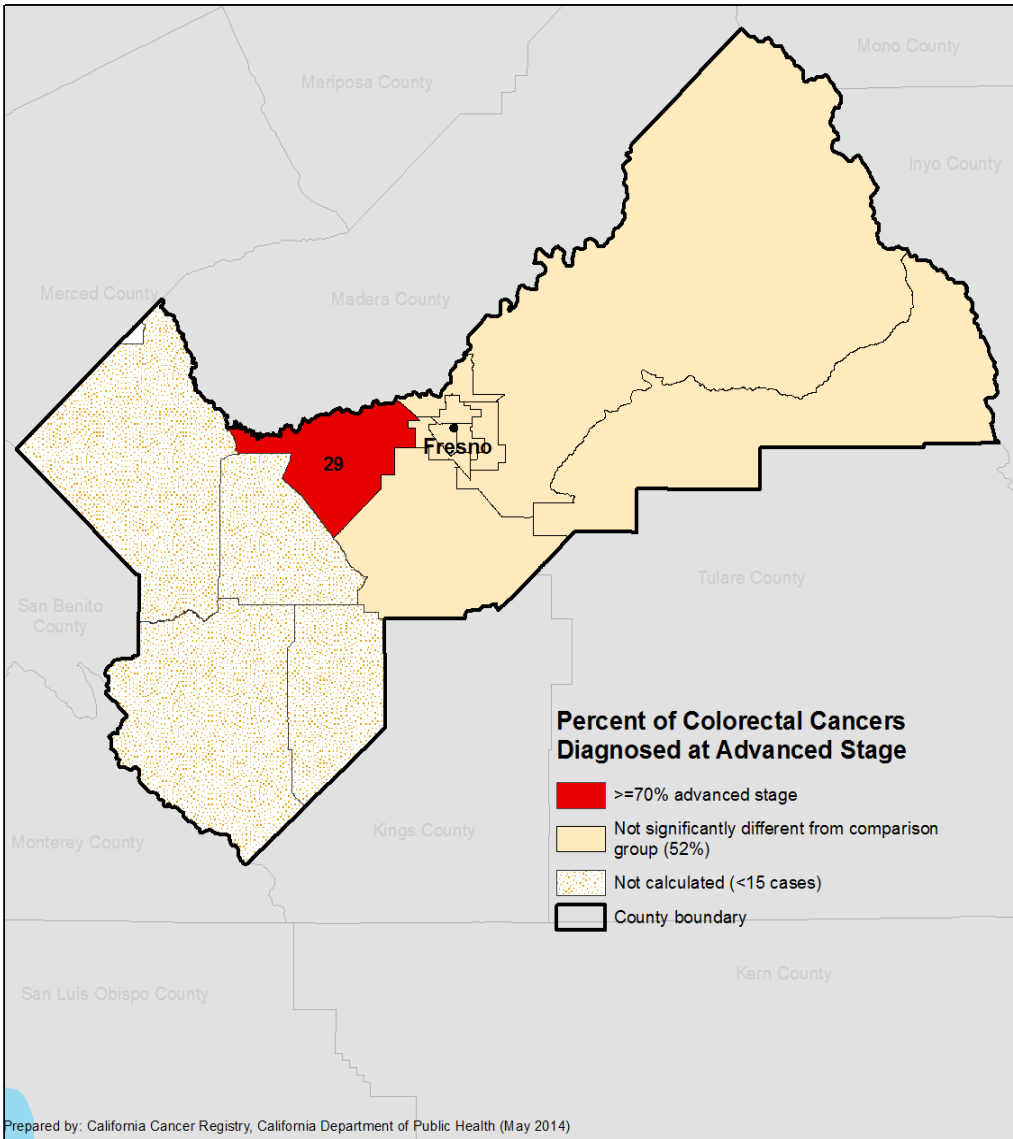 Mono County
Mariposa County
Inyo County
Merced County
Madera County
Fresno
29
Tulare County
San Benito
County
Percent of Colorectal Cancers
Diagnosed at Advanced Stage
>=70% advanced stage
Not significantly different from comparison
group (52%)
Not calculated (<15 cases)
County boundary
Kings County
Monterey County
Kern County
San Luis Obispo County
Prepared by: California Cancer Registry, California Department of Public Health (May 2014)